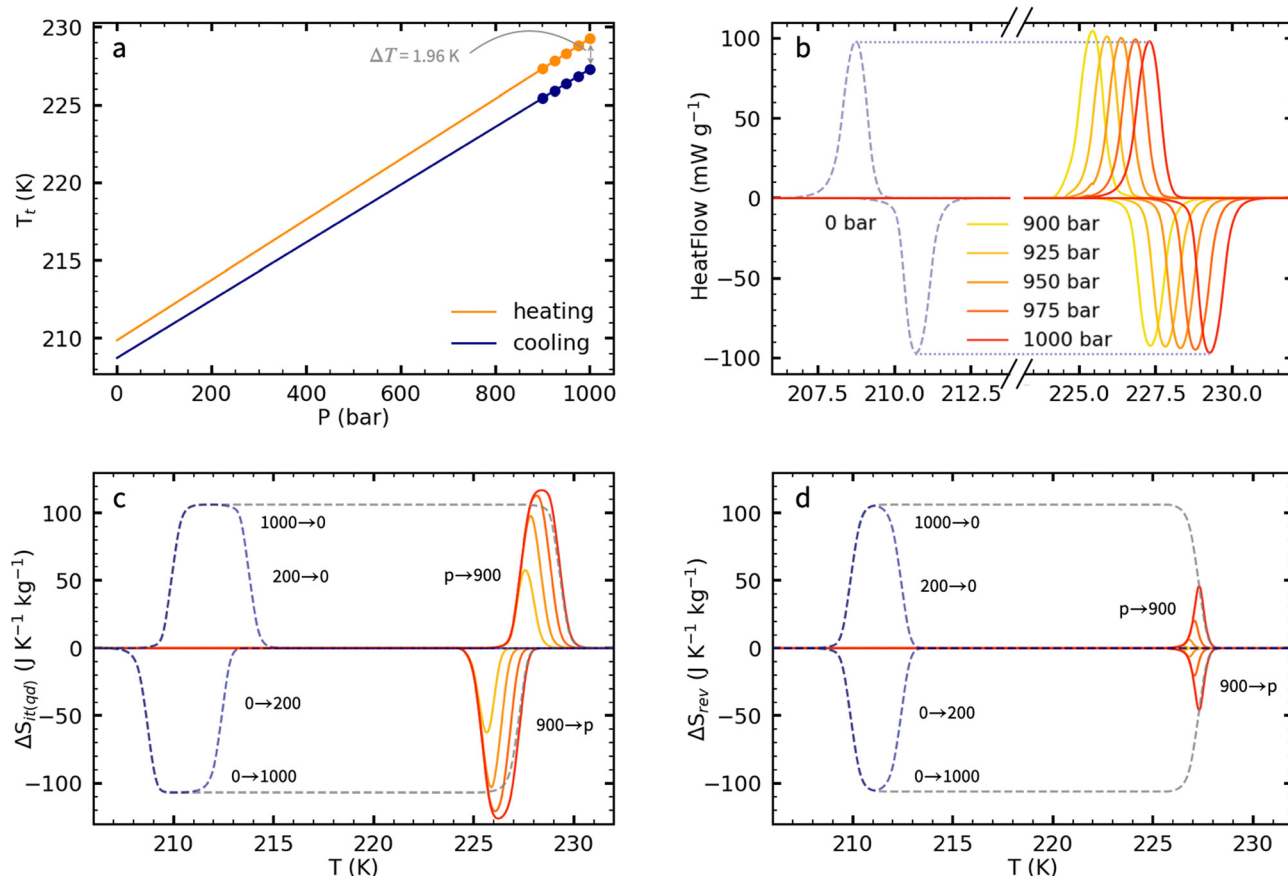 a
230
225
220
215
210
T_t (K)
ΔT = 1.96 K
heating
cooling
0
200
400
600
800
1000
P (bar)
b
100
50
0
−50
−100
HeatFlow (mW g⁻¹)
0 bar
900 bar
925 bar
950 bar
975 bar
1000 bar
207.5
210.0
212.5
225.0
227.5
230.0
c
100
50
0
−50
−100
ΔS_it(qd) (J K⁻¹ kg⁻¹)
1000→0
200→0
p→900
0→200
900→p
0→1000
210
215
220
225
230
T (K)
d
100
50
0
−50
−100
ΔS_rev (J K⁻¹ kg⁻¹)
1000→0
200→0
p→900
900→p
0→200
0→1000
210
215
220
225
230
T (K)